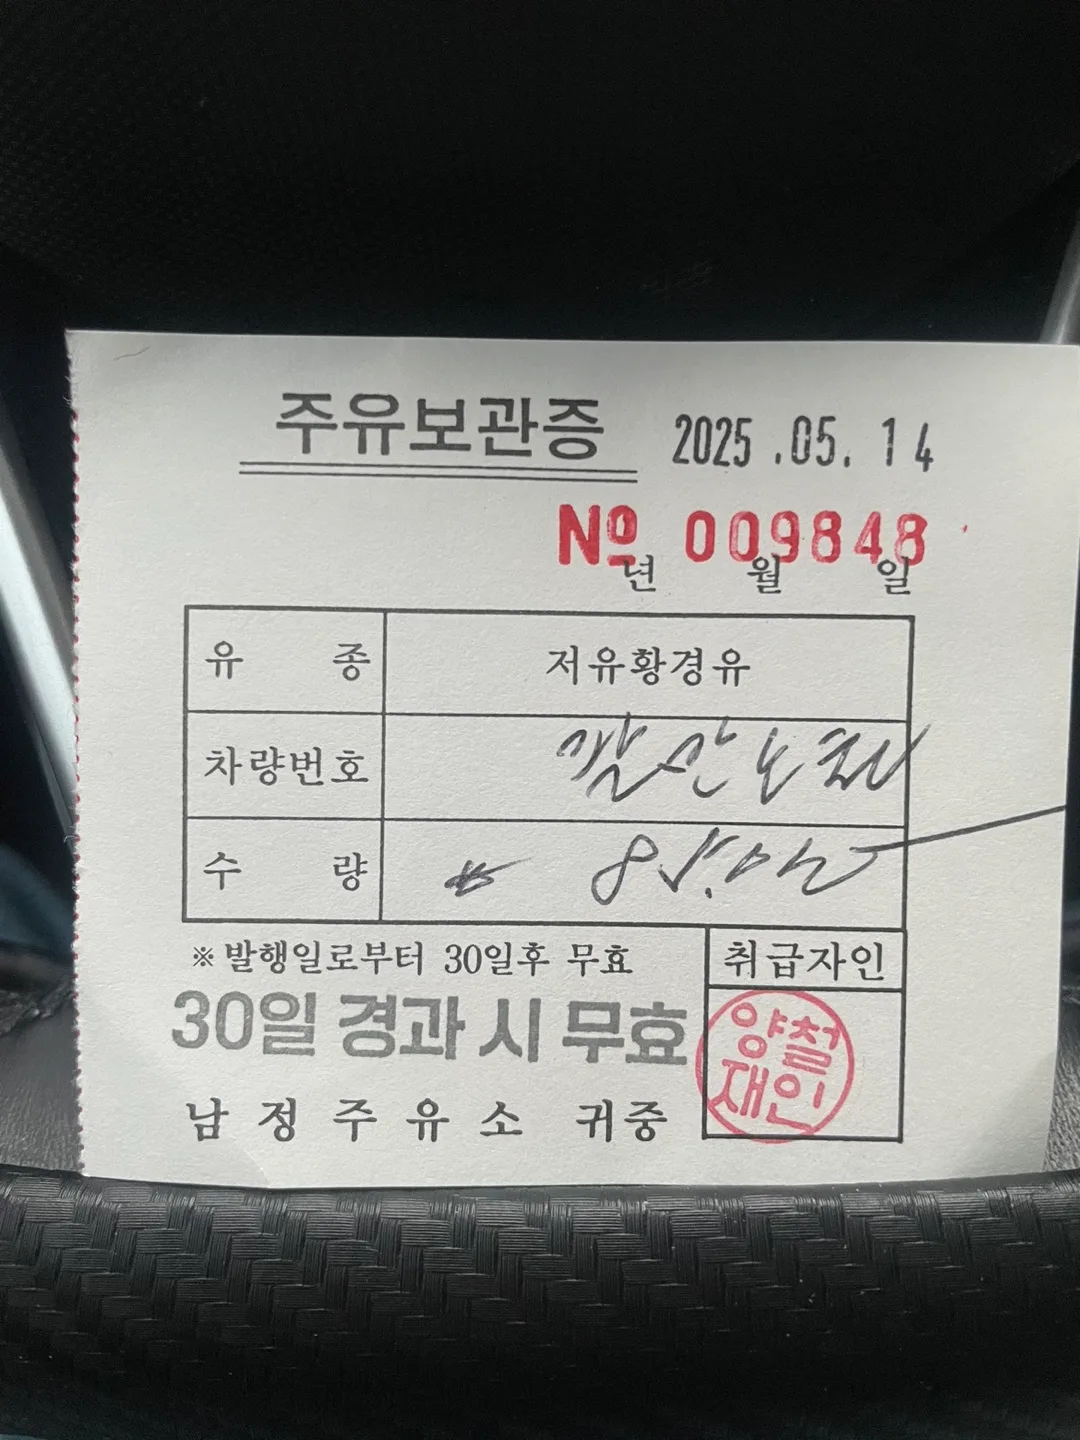 주유보관증 2025.05.14
No 009848
년 월 일
유 종 저유황경유
차량번호
수 량
※발행일로부터 30일후 무효 취급자인
30일 경과 시 무효
양철
재인
남정주유소 귀중